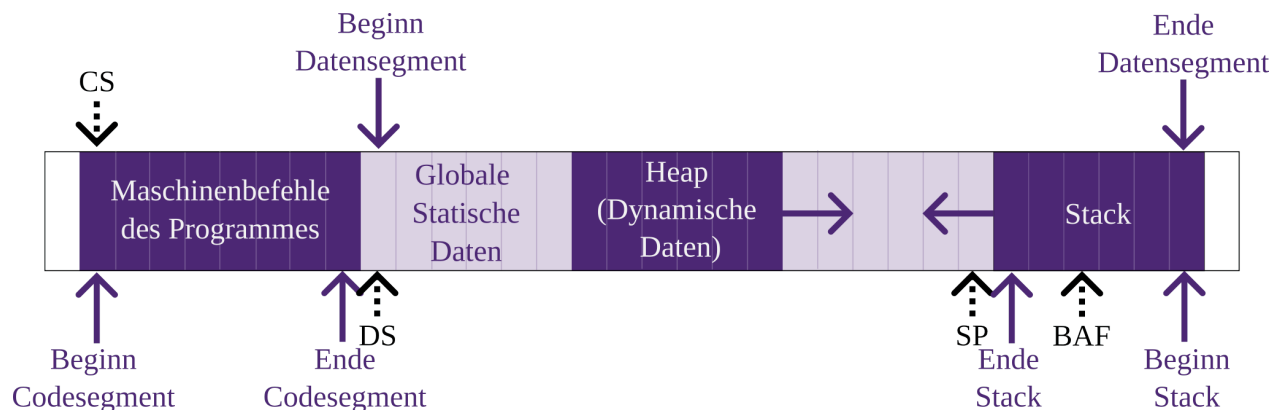 Beginn
Datensegment
Ende
Datensegment
CS
Maschinenbefehle
des Programmes
Globale
Statische
Daten
Heap
(Dynamische
Daten)
Stack
DS
SP
BAF
Beginn
Codesegment
Ende
Codesegment
Ende
Stack
Beginn
Stack